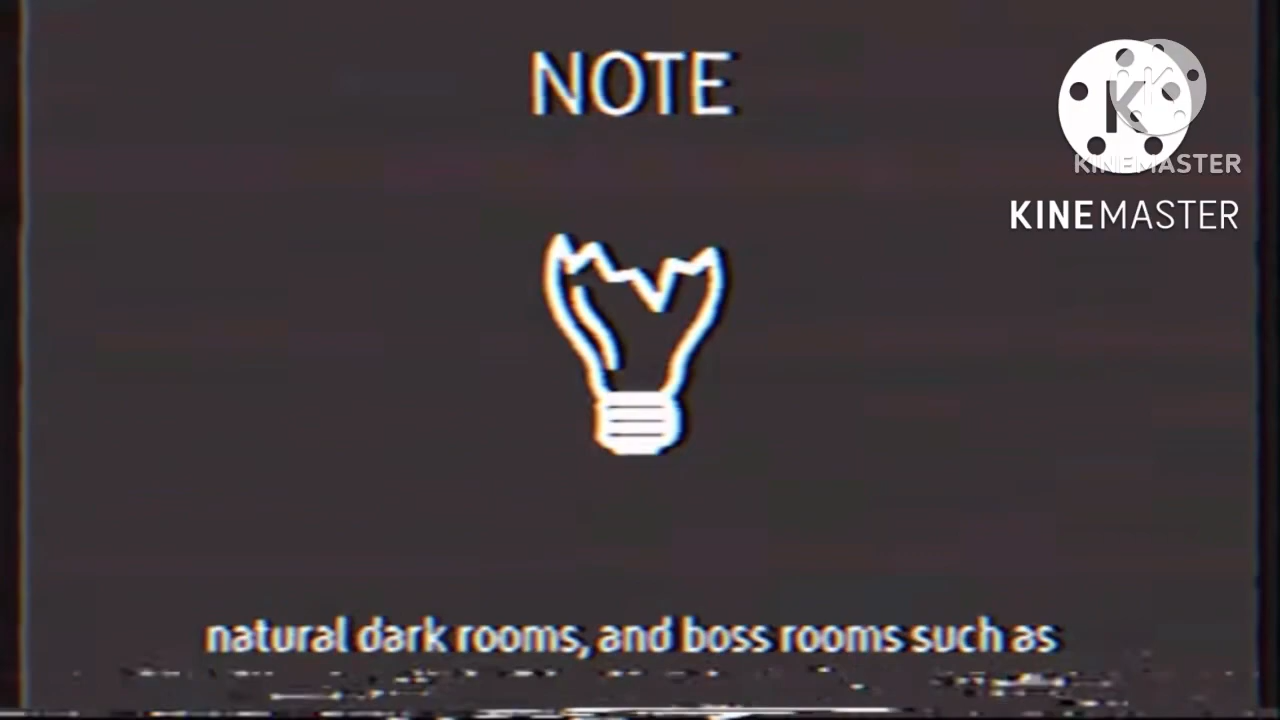 NOTE
K
K
KINEMASTER
KINEMASTER
natural dark rooms, and boss rooms such as